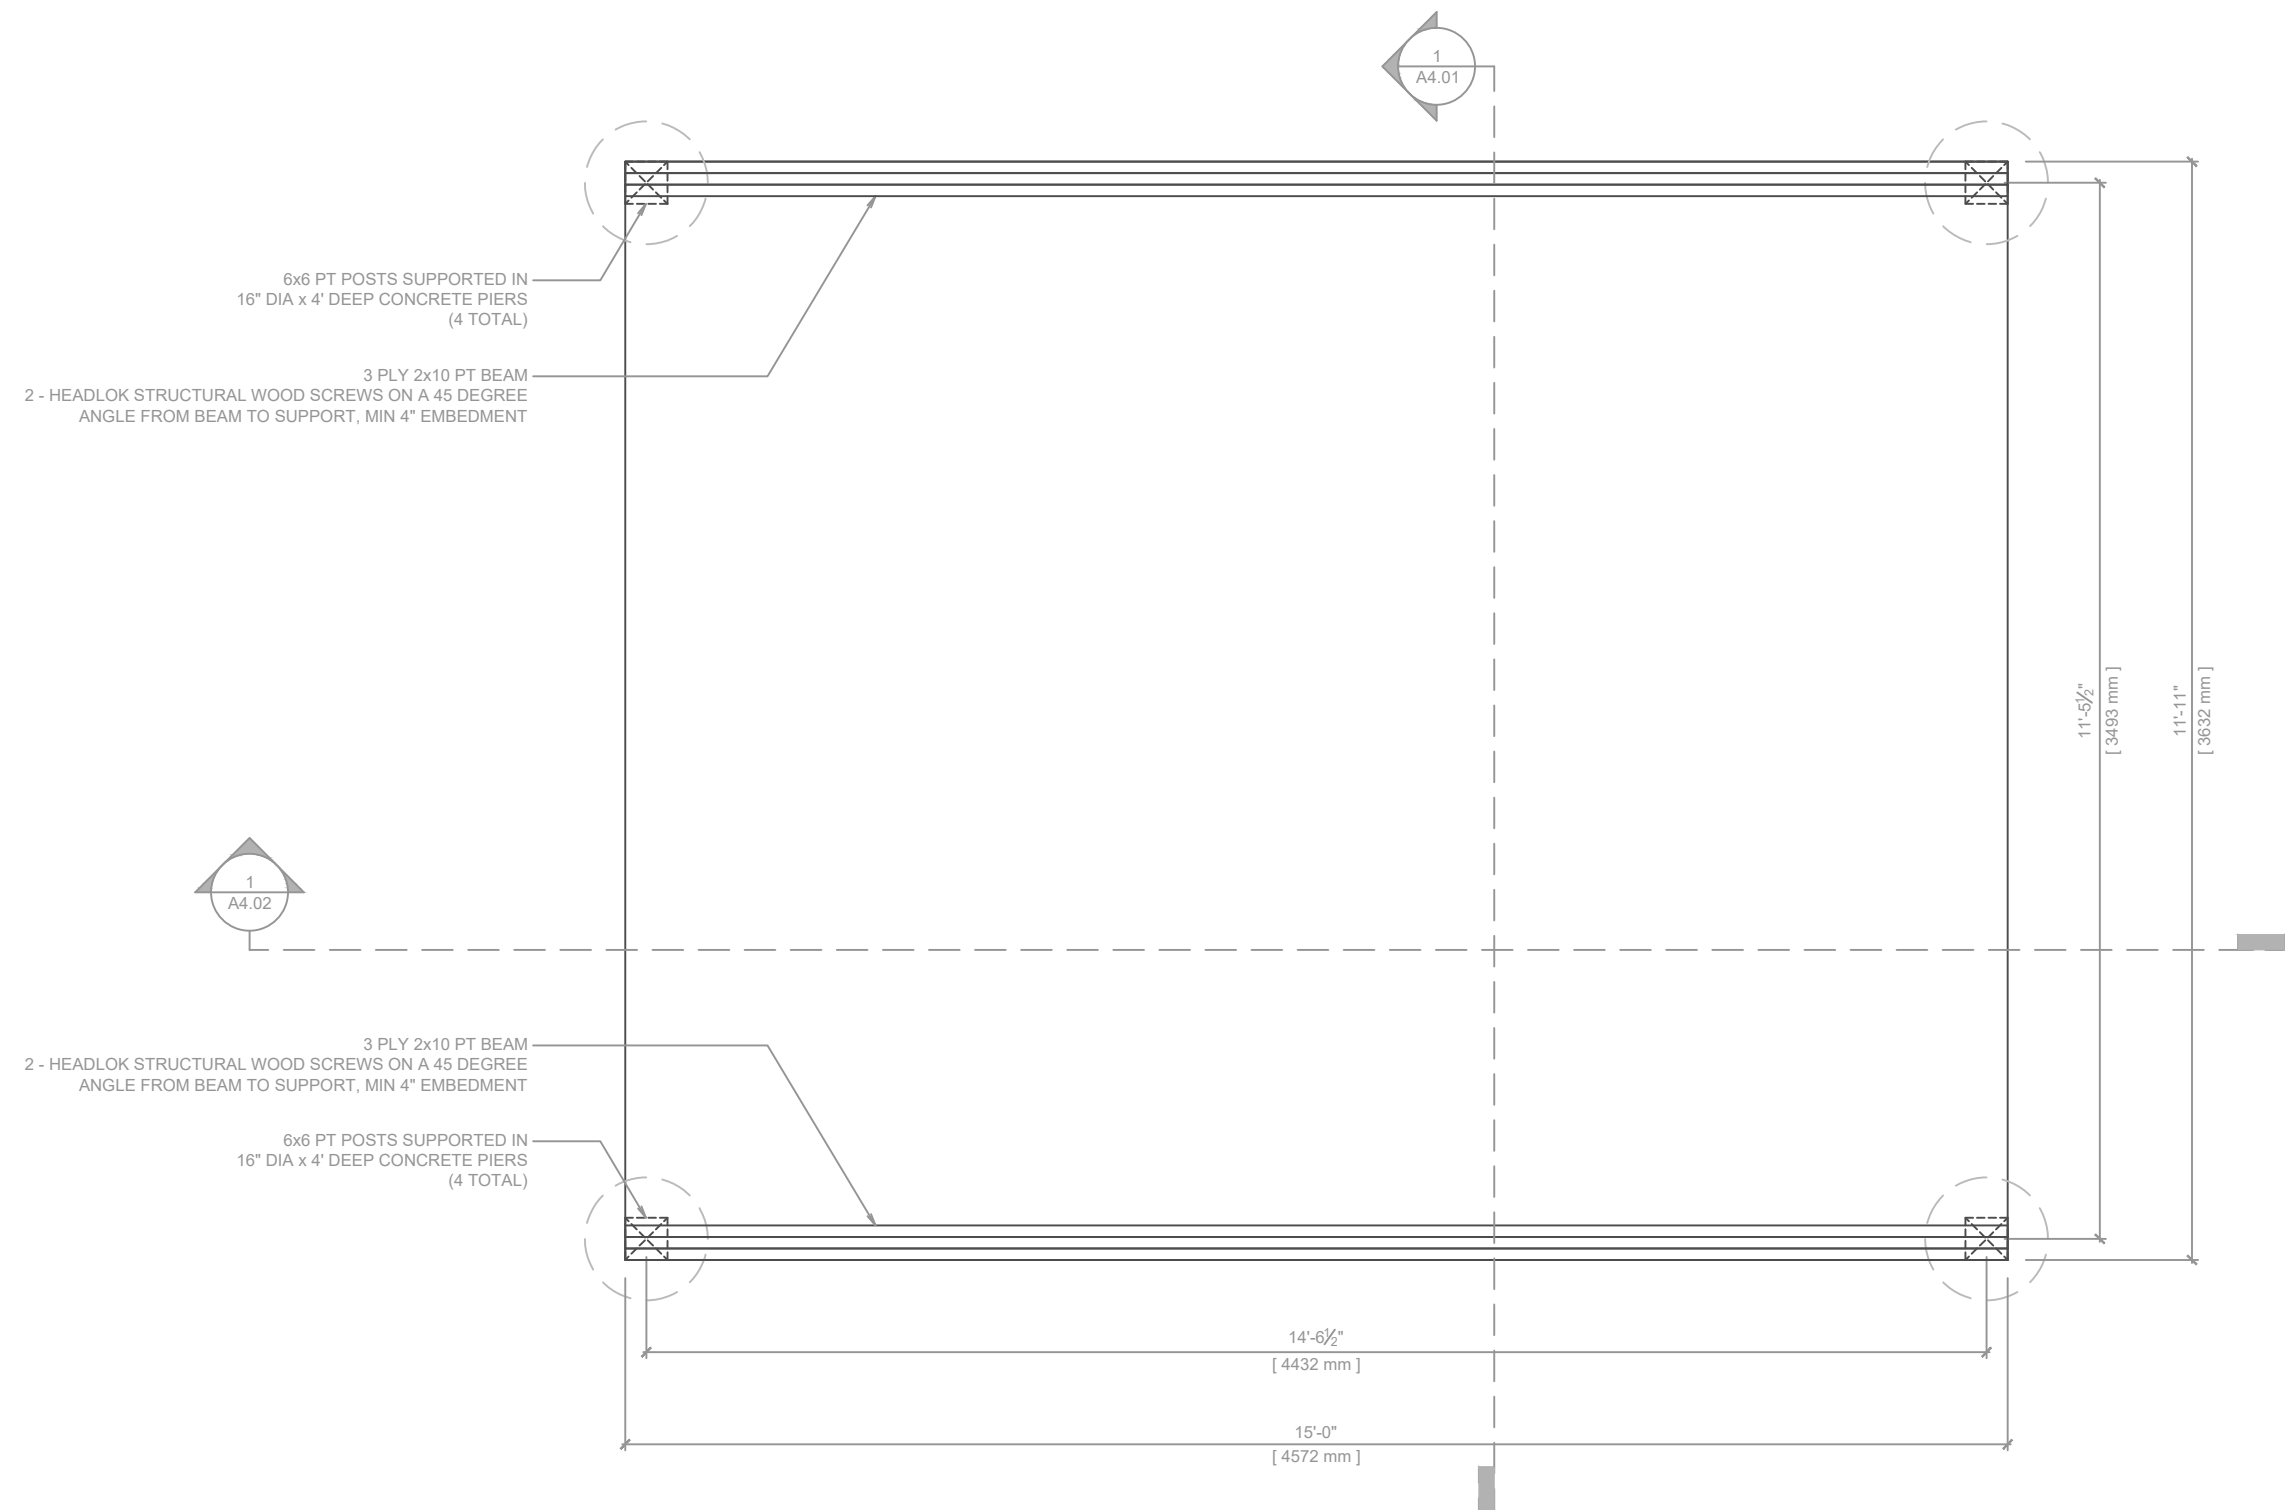 1
A4.01
6x6 PT POSTS SUPPORTED IN
16" DIA x 4' DEEP CONCRETE PIERS
(4 TOTAL)
3 PLY 2x10 PT BEAM
2 - HEADLOK STRUCTURAL WOOD SCREWS ON A 45 DEGREE
ANGLE FROM BEAM TO SUPPORT, MIN 4" EMBEDMENT
11'-5½"
[ 3493 mm ]
11'-11"
[ 3632 mm ]
1
A4.02
3 PLY 2x10 PT BEAM
2 - HEADLOK STRUCTURAL WOOD SCREWS ON A 45 DEGREE
ANGLE FROM BEAM TO SUPPORT, MIN 4" EMBEDMENT
6x6 PT POSTS SUPPORTED IN
16" DIA x 4' DEEP CONCRETE PIERS
(4 TOTAL)
14'-6½"
[ 4432 mm ]
15'-0"
[ 4572 mm ]